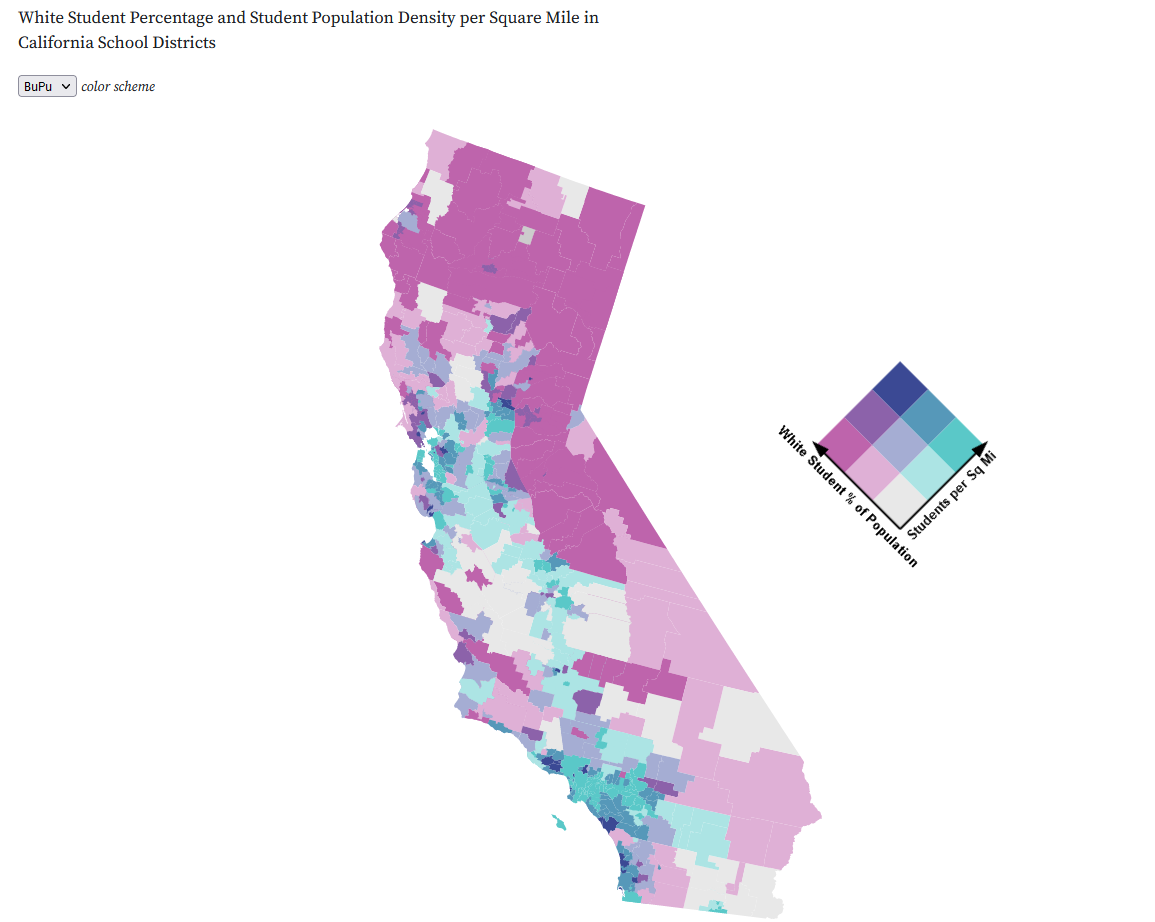 White Student Percentage and Student Population Density per Square Mile in
California School Districts
BuPu color scheme
White Student % of Population
Students per Sq Mi